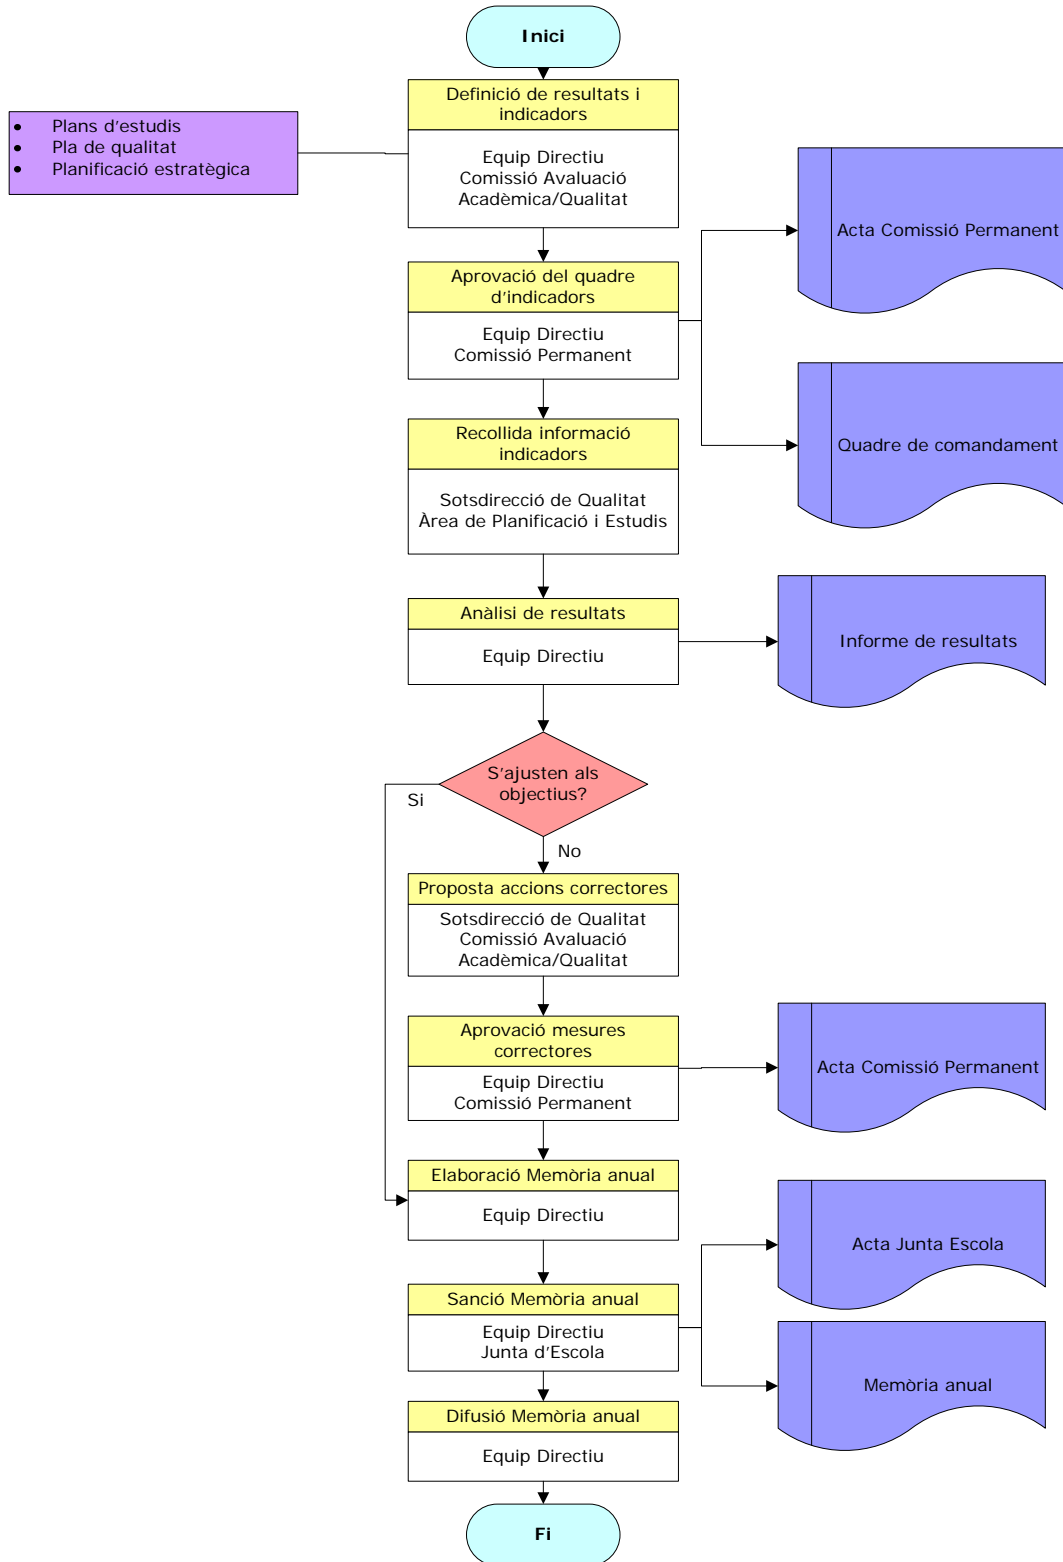 Inici
Definició de resultats i
indicadors
Equip Directiu
Comissió Avaluació
Acadèmica/Qualitat
• Plans d'estudis
• Pla de qualitat
• Planificació estratègica
Aprovació del quadre
d'indicadors
Equip Directiu
Comissió Permanent
Acta Comissió Permanent
Quadre de comandament
Recollida informació
indicadors
Sotsdirecció de Qualitat
Àrea de Planificació i Estudis
Anàlisi de resultats
Equip Directiu
Informe de resultats
S'ajusten als
objectius?
Si
No
Proposta accions correctores
Sotsdirecció de Qualitat
Comissió Avaluació
Acadèmica/Qualitat
Aprovació mesures
correctores
Equip Directiu
Comissió Permanent
Acta Comissió Permanent
Elaboració Memòria anual
Equip Directiu
Sanció Memòria anual
Equip Directiu
Junta d'Escola
Acta Junta Escola
Memòria anual
Difusió Memòria anual
Equip Directiu
Fi